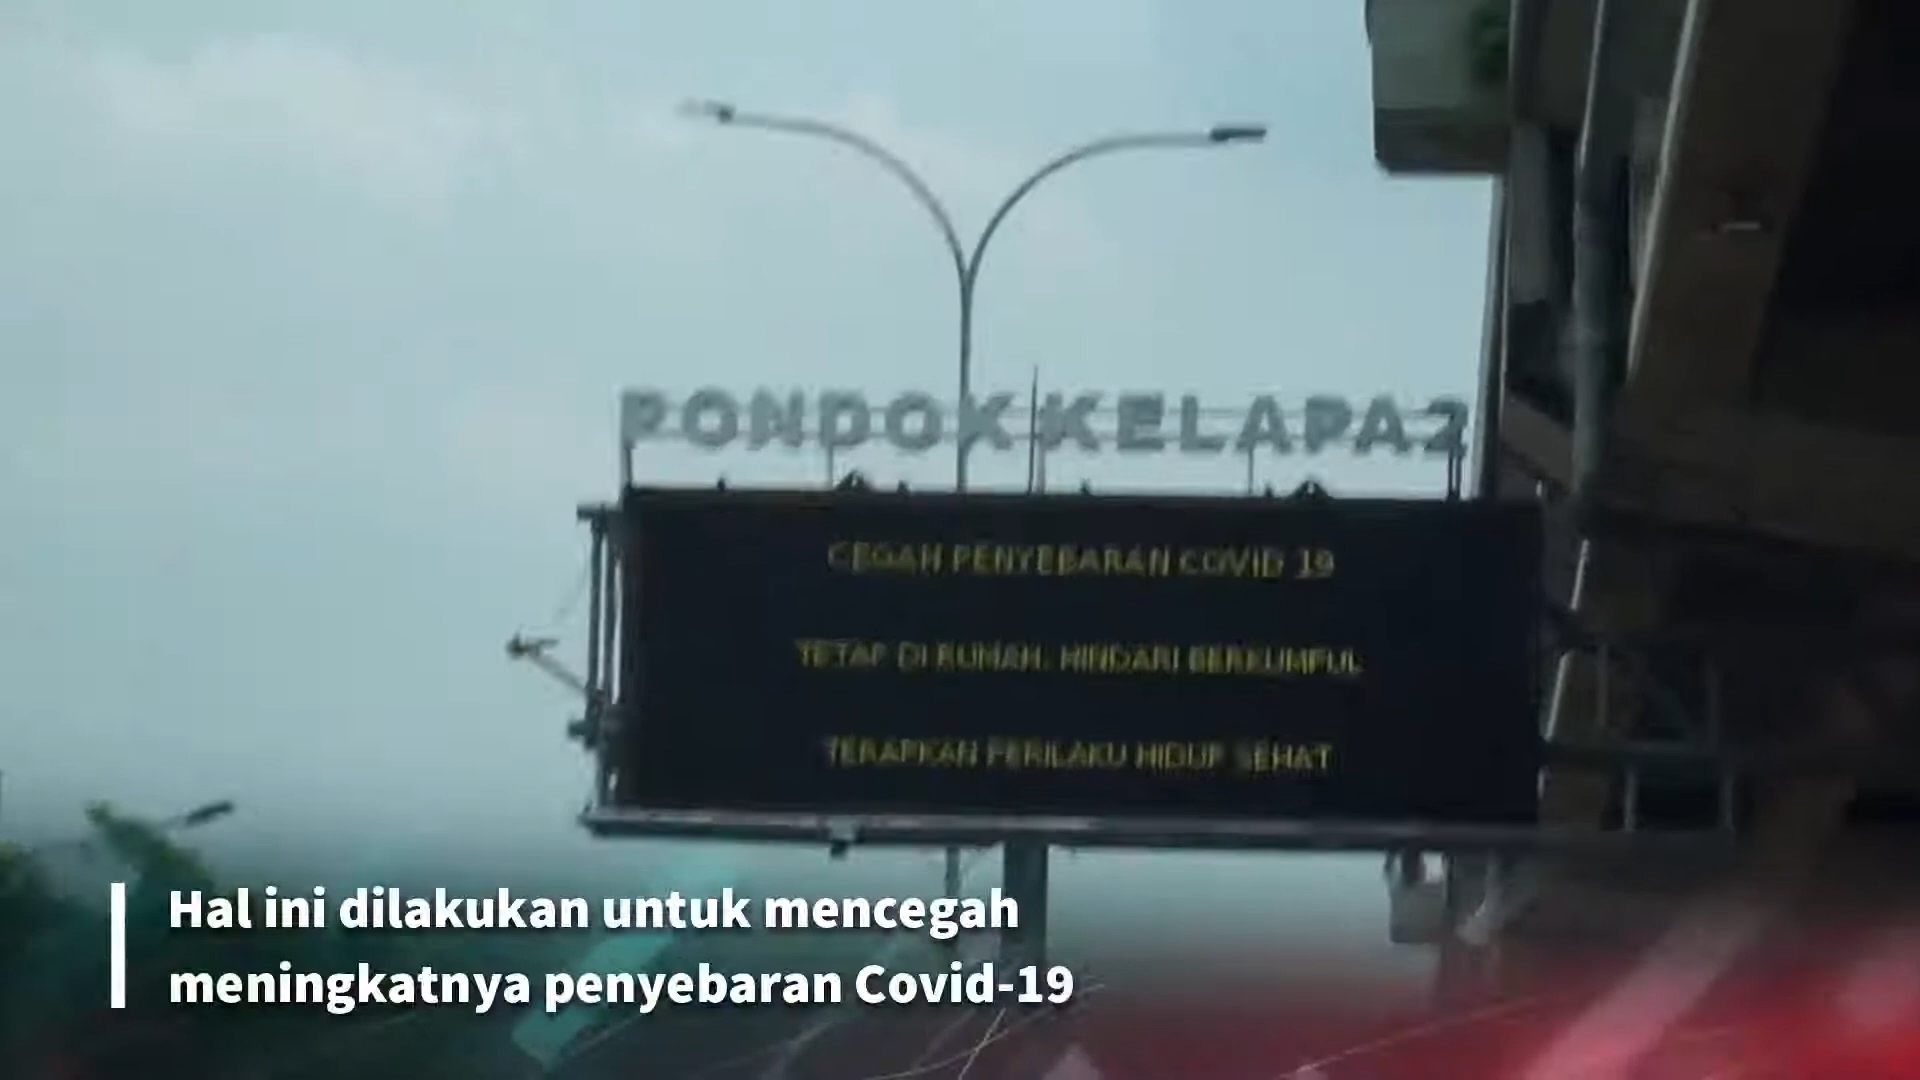 PONDOK KELAPA 2
CEGAH PENYEBARAN COVID 19
TETAP DI RUMAH. HINDARI BERKUMPUL
TERAPKAN PERILAKU HIDUP SEHAT
Hal ini dilakukan untuk mencegah
meningkatnya penyebaran Covid-19